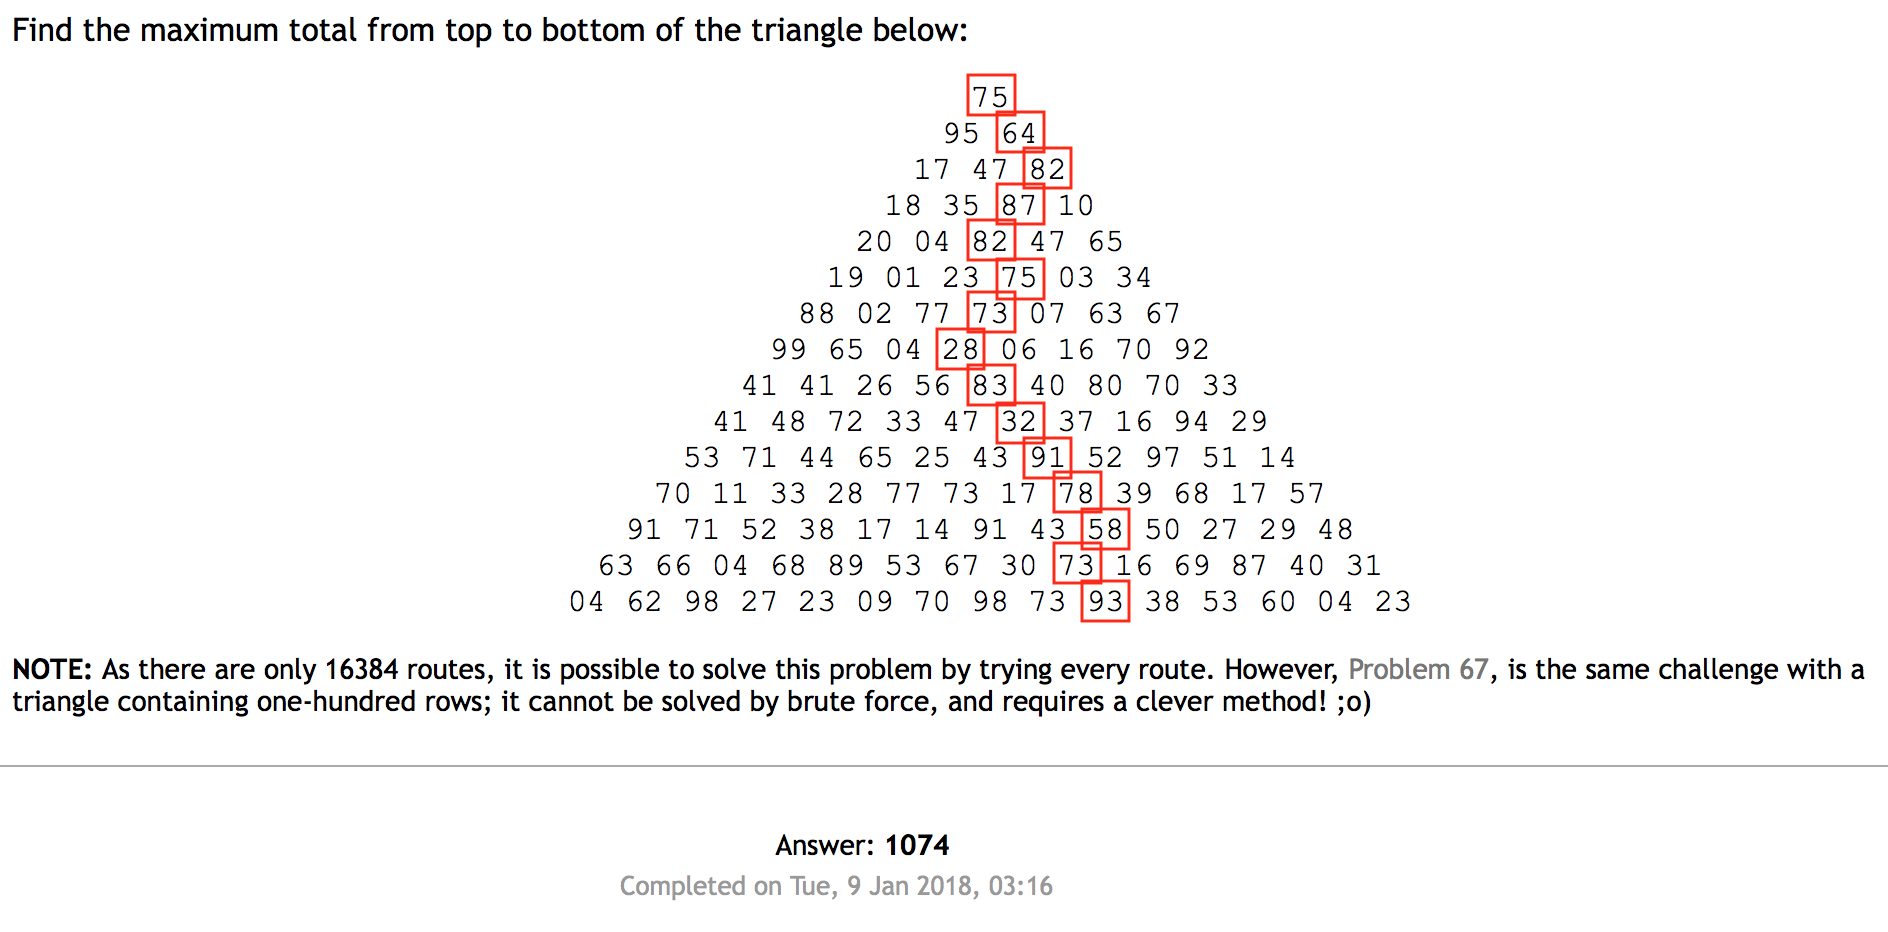 Find the maximum total from top to bottom of the triangle below:
75
95 64
17 47 82
18 35 87 10
20 04 82 47 65
19 01 23 75 03 34
88 02 77 73 07 63 67
99 65 04 28 06 16 70 92
41 41 26 56 83 40 80 70 33
41 48 72 33 47 32 37 16 94 29
53 71 44 65 25 43 91 52 97 51 14
70 11 33 28 77 73 17 78 39 68 17 57
91 71 52 38 17 14 91 43 58 50 27 29 48
63 66 04 68 89 53 67 30 73 16 69 87 40 31
04 62 98 27 23 09 70 98 73 93 38 53 60 04 23
NOTE: As there are only 16384 routes, it is possible to solve this problem by trying every route. However, Problem 67, is the same challenge with a
triangle containing one-hundred rows; it cannot be solved by brute force, and requires a clever method! ;o)
Answer: 1074
Completed on Tue, 9 Jan 2018, 03:16